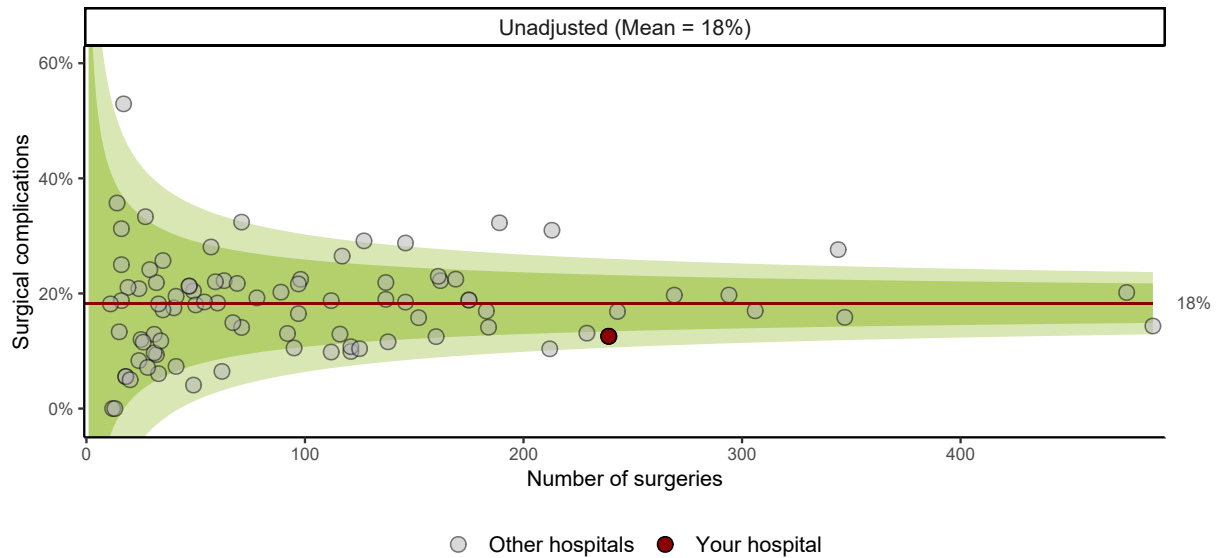 Unadjusted (Mean = 18%)
60%
40%
20%
0%
Surgical complications
18%
0
100
200
300
400
Number of surgeries
Other hospitals
Your hospital